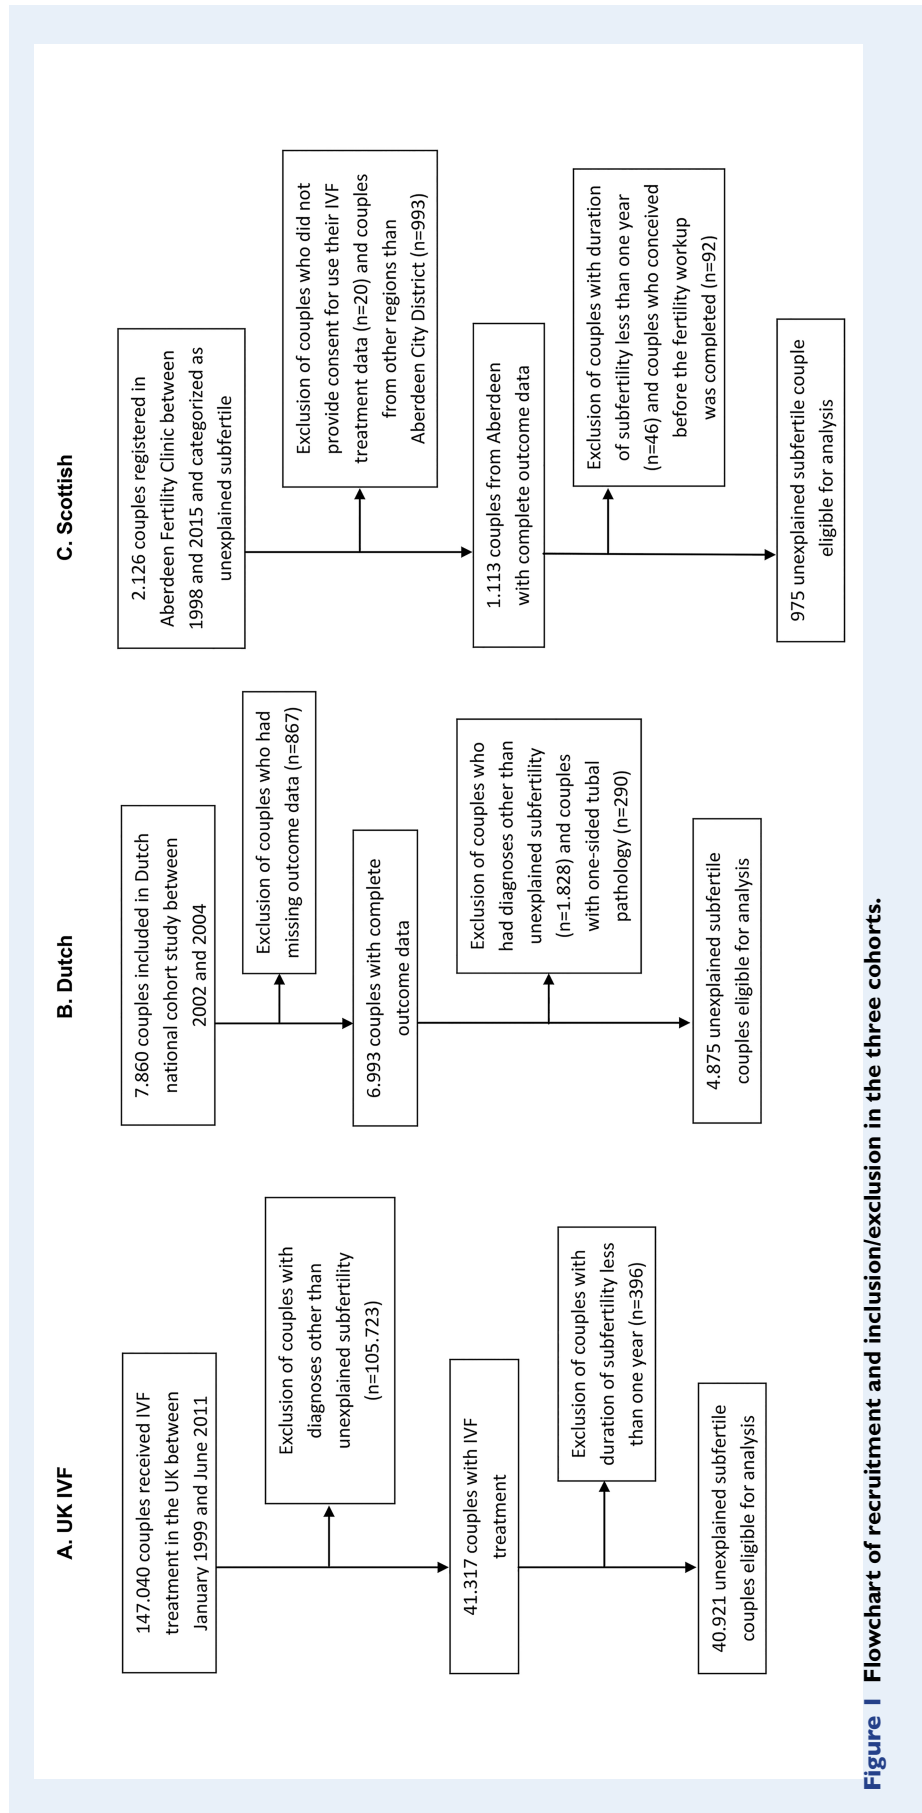 A. UK IVF
147.040 couples received IVF
treatment in the UK between
January 1999 and June 2011
Exclusion of couples with
diagnoses other than
unexplained subfertility
(n=105.723)
41.317 couples with IVF
treatment
Exclusion of couples with
duration of subfertility less
than one year (n=396)
40.921 unexplained subfertile
couples eligible for analysis
B. Dutch
7.860 couples included in Dutch
national cohort study between
2002 and 2004
Exclusion of couples who had
missing outcome data (n=867)
6.993 couples with complete
outcome data
Exclusion of couples who
had diagnoses other than
unexplained subfertility
(n=1.828) and couples
with one-sided tubal
pathology (n=290)
4.875 unexplained subfertile
couples eligible for analysis
C. Scottish
2.126 couples registered in
Aberdeen Fertility Clinic between
1998 and 2015 and categorized as
unexplained subfertile
Exclusion of couples who did not
provide consent for use their IVF
treatment data (n=20) and couples
from other regions than
Aberdeen City District (n=993)
1.113 couples from Aberdeen
with complete outcome data
Exclusion of couples with duration
of subfertility less than one year
(n=46) and couples who conceived
before the fertility workup
was completed (n=92)
975 unexplained subfertile couple
eligible for analysis
Figure 1 Flowchart of recruitment and inclusion/exclusion in the three cohorts.